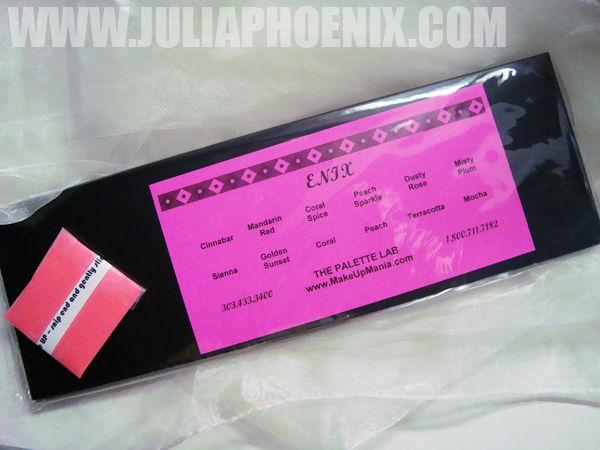 WWW.JULIAPHOENIX.COM
ENIX
Cinnabar Mandarin Red Coral Spice Peach Sparkle Dusty Rose Misty Plum
Sienna Golden Sunset Coral Peach Terracotta Mocha
303.433.3400 THE PALETTE LAB 1.800.711.7182
www.MakeUpMania.com
UP - snip end and gently